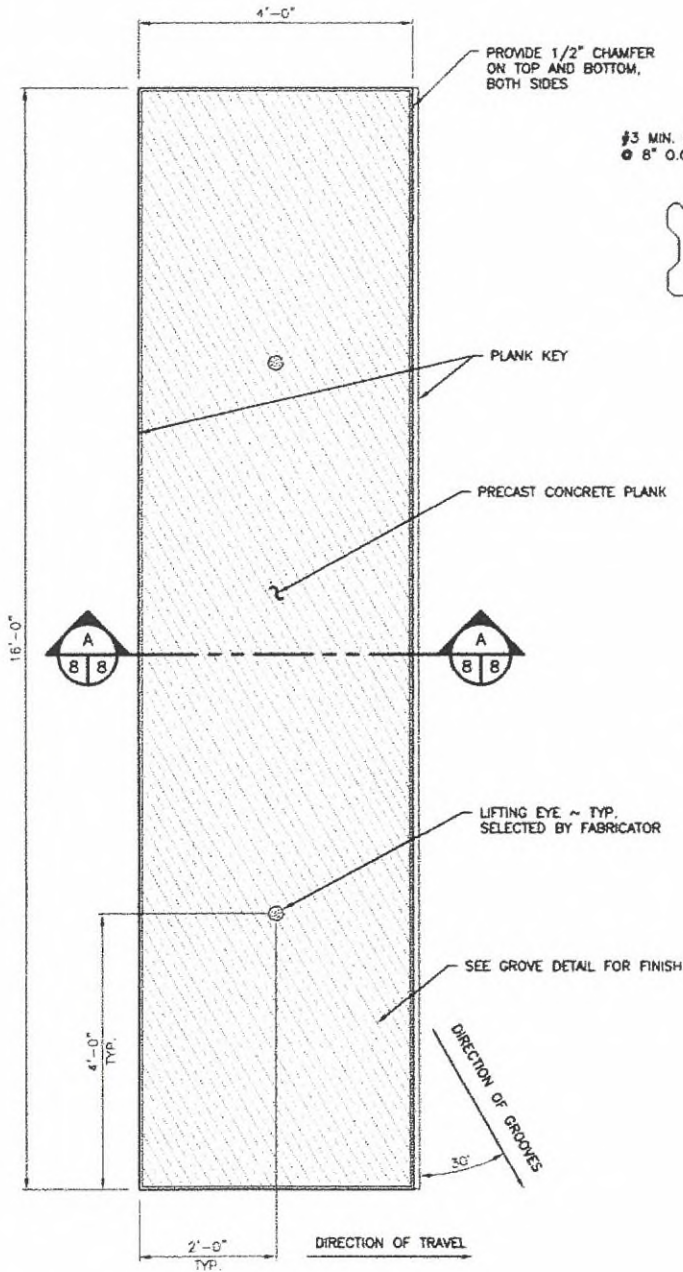 4'-0"
PROVIDE 1/2" CHAMFER
ON TOP AND BOTTOM,
BOTH SIDES
#3 MIN.
@ 8"
PLANK KEY
PRECAST CONCRETE PLANK
16'-0"
A
8 8
A
8 8
LIFTING EYE ~ TYP.
SELECTED BY FABRICATOR
SEE GROVE DETAIL FOR FINISH
4'-0"
TYP.
DIRECTION OF GROOVES
30°
2'-0"
TYP.
DIRECTION OF TRAVEL